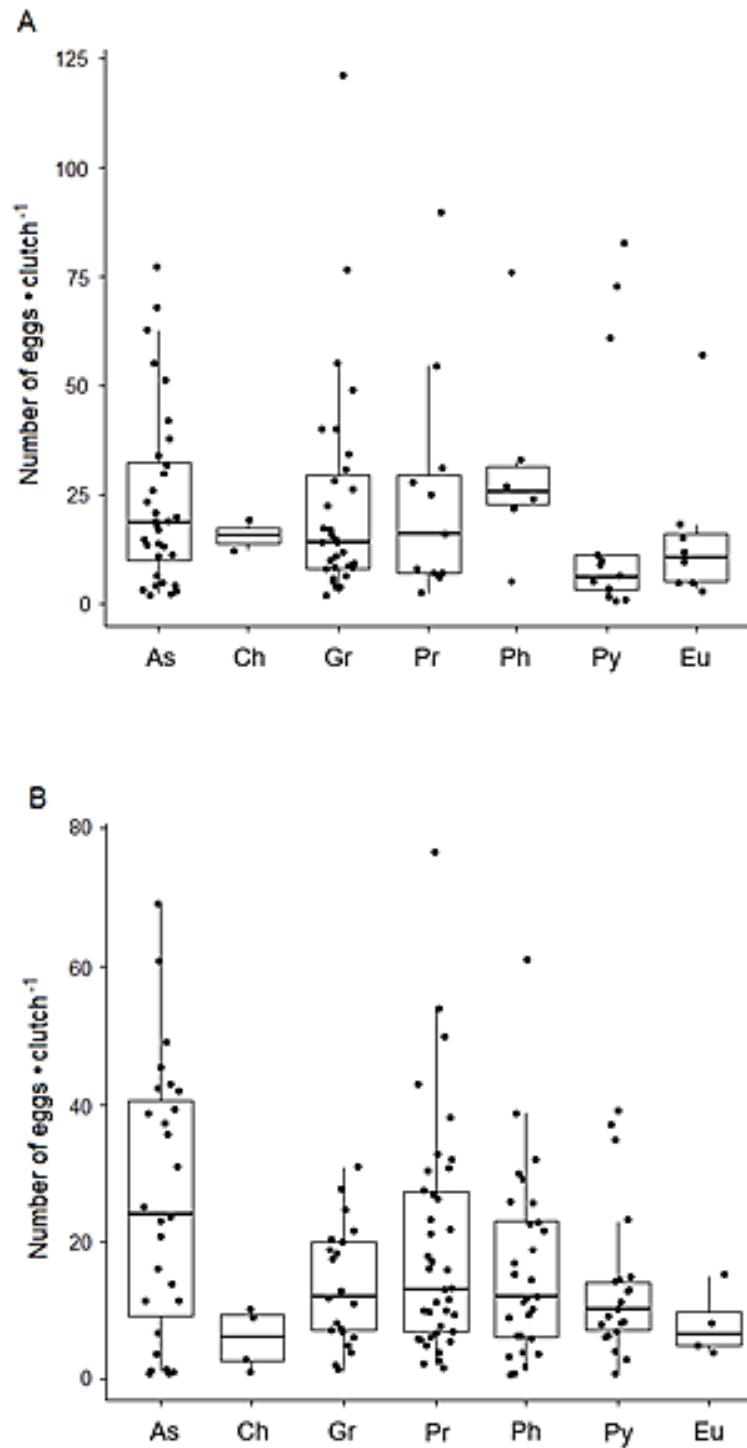 A
Number of eggs • clutch⁻¹
125
100
75
50
25
0
As Ch Gr Pr Ph Py Eu
B
Number of eggs • clutch⁻¹
80
60
40
20
0
As Ch Gr Pr Ph Py Eu